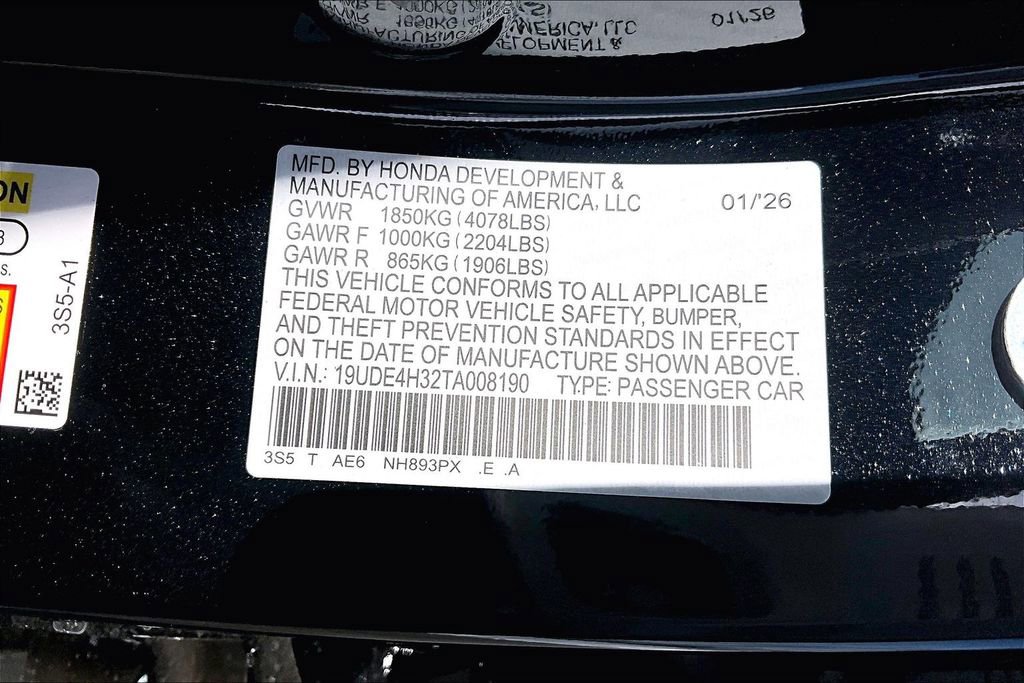 MFD. BY HONDA DEVELOPMENT &
MANUFACTURING OF AMERICA, LLC 01/'26
GVWR 1850KG (4078LBS)
GAWR F 1000KG (2204LBS)
GAWR R 865KG (1906LBS)
THIS VEHICLE CONFORMS TO ALL APPLICABLE
FEDERAL MOTOR VEHICLE SAFETY, BUMPER,
AND THEFT PREVENTION STANDARDS IN EFFECT
ON THE DATE OF MANUFACTURE SHOWN ABOVE.
V.I.N.: 19UDE4H32TA008190 TYPE: PASSENGER CAR
3S5 T AE6 NH893PX .E .A
ON
3
S.
3S5-A1